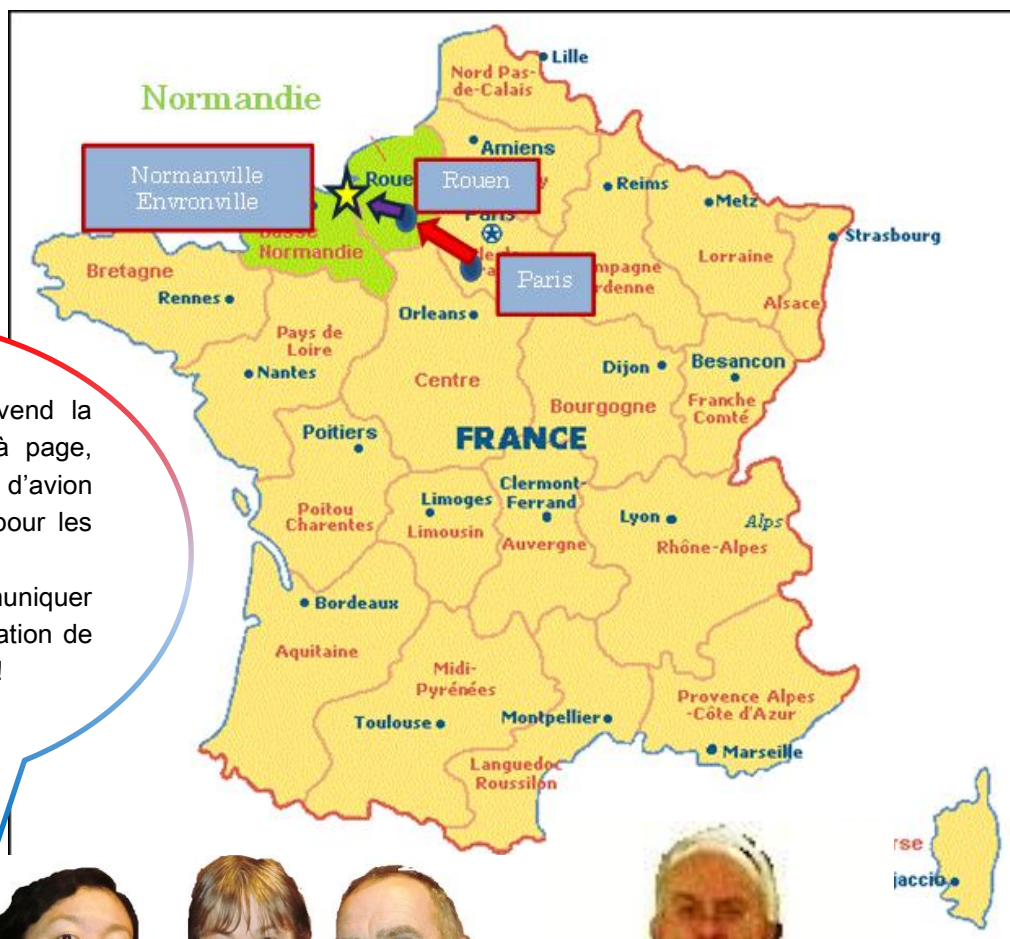 Lille
Nord Pas-
de-Calais
Normandie
Amiens
Normanville
Envronville
Roue
Rouen
Reims
Metz
Paris
Strasbourg
Basse
Normandie
Lorraine
Bretagne
Paris
Alsace
Rennes
Orleans
Pays de
Loire
Dijon
Besancon
Nantes
Centre
Franche
Comté
Bourgogne
vend la
à page,
d'avion
pour les
Poitiers
FRANCE
Clermont-
Ferrand
Limoges
Lyon
Alps
Poitou
Charentes
Limousin
Auvergne
Rhône-Alpes
muniquer
ation de
!
Bordeaux
Aquitaine
Midi-
Pyrénées
Provence Alpes
-Côte d'Azur
Toulouse
Montpellier
Marseille
Languedoc
Roussilon
rse
jaccio